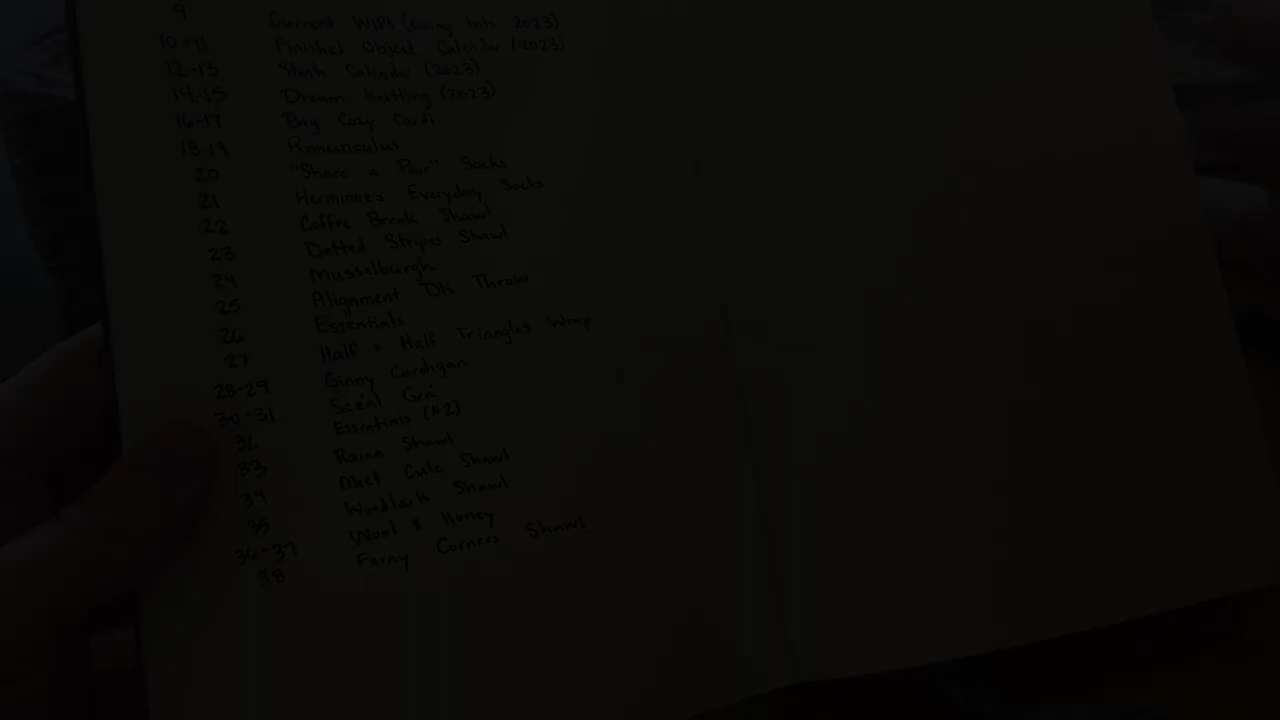 9 Current WIPs (Going Into 2023)
10-11 Finished Object Calendar (2023)
12-13 Stash Calendar (2023)
14-15 Dream Knitting (2023)
16-17 Big Cozy Cardi
18-19 Ranunculus
20 "Share a Pair" Socks
21 Hermione's Everyday Socks
22 Coffee Break Shawl
23 Dotted Stripes Shawl
24 Musselburgh
25 Alignment DK Throw
26 Essentials
27 Half & Half Triangles Wrap
28-29 Ginny Cardigan
30-31 Scéal Grá
32 Essentials (#2)
33 Raina Shawl
34 Meet Cute Shawl
35 Woodlark Shawl
36-37 Wool & Honey
38 Farny Corners Shawl